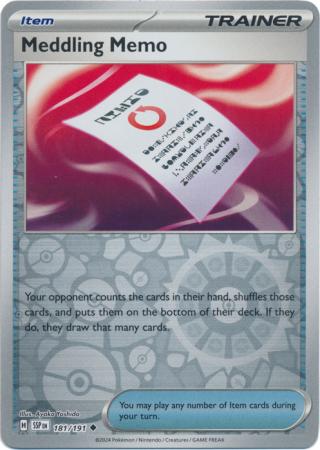 Item
TRAINER
Meddling Memo
Your opponent counts the cards in their hand, shuffles those
cards, and puts them on the bottom of their deck. If they
do, they draw that many cards.
Illus. Ayaka Yoshida
H SSP EN 181/191 ◆
You may play any number of Item cards during
your turn.
©2024 Pokémon / Nintendo / Creatures / GAME FREAK